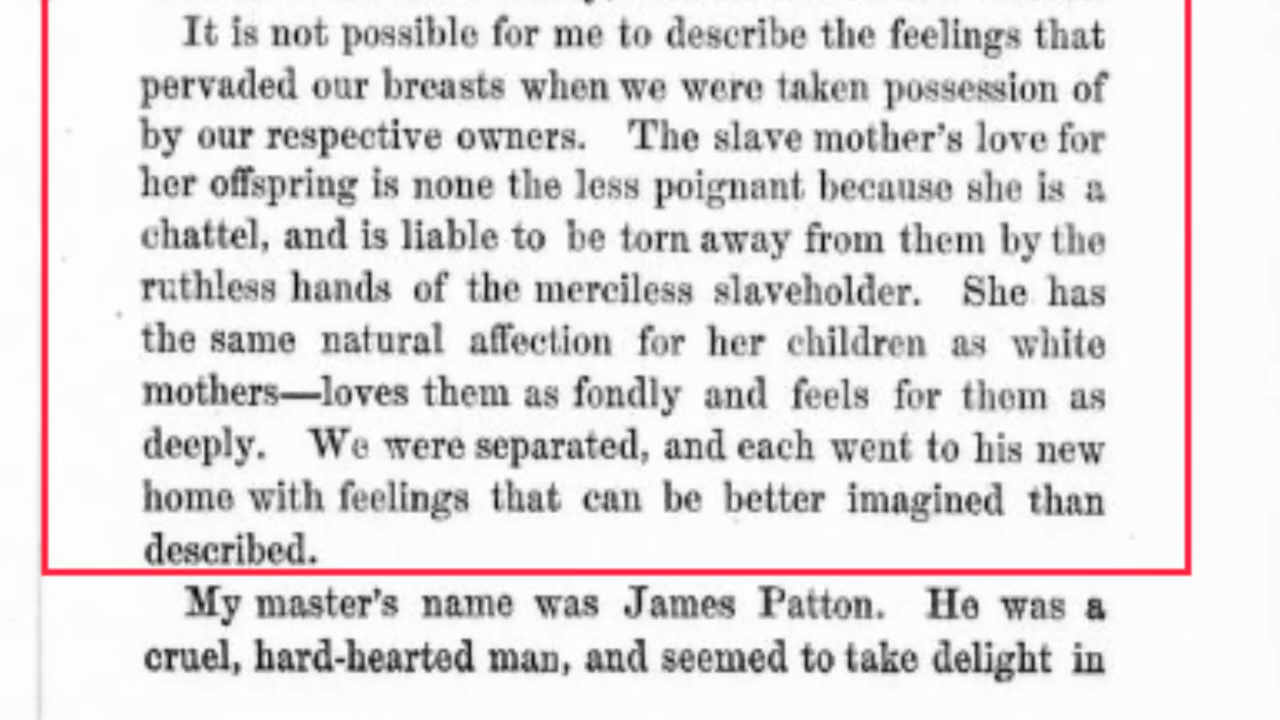 It is not possible for me to describe the feelings that
pervaded our breasts when we were taken possession of
by our respective owners. The slave mother's love for
her offspring is none the less poignant because she is a
chattel, and is liable to be torn away from them by the
ruthless hands of the merciless slaveholder. She has
the same natural affection for her children as white
mothers—loves them as fondly and feels for them as
deeply. We were separated, and each went to his new
home with feelings that can be better imagined than
described.
My master's name was James Patton. He was a
cruel, hard-hearted man, and seemed to take delight in